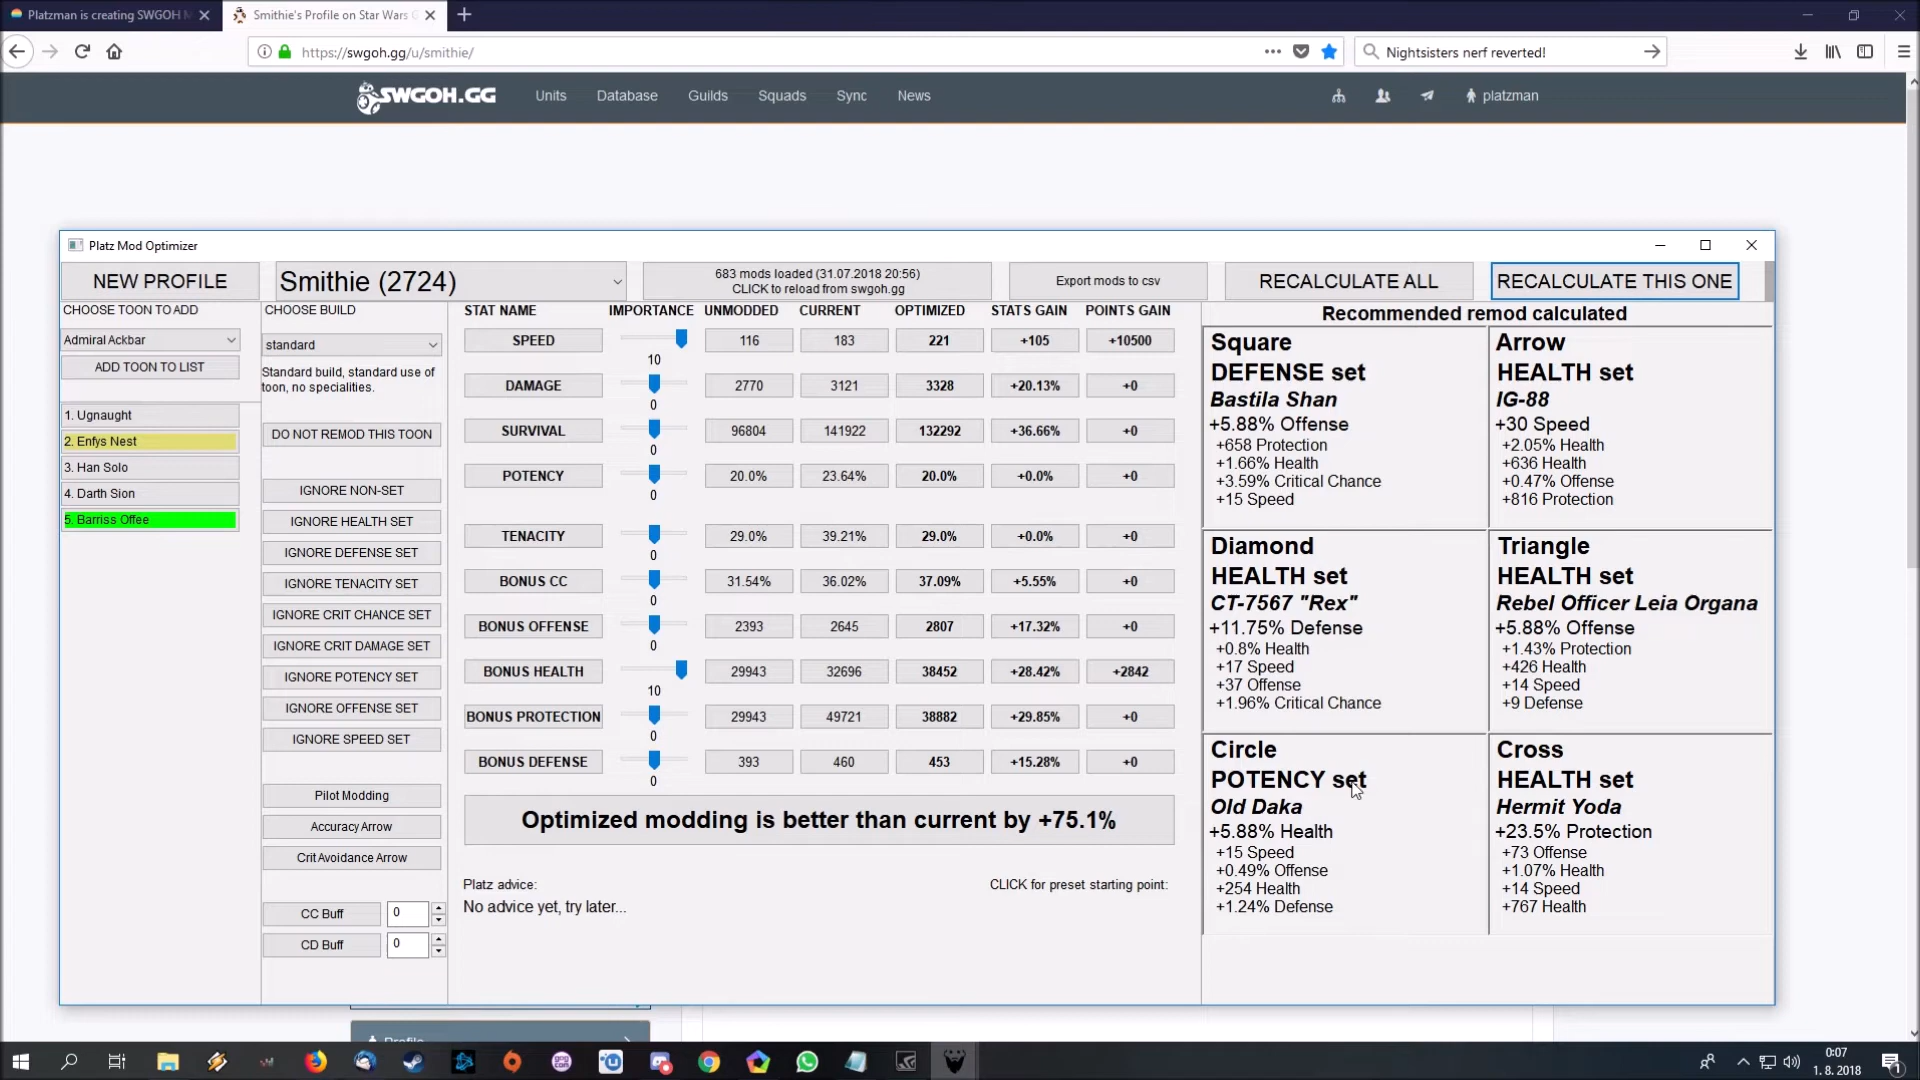 Platzman is creating SWGOH M
Smithie's Profile on Star Wars G
https://swgoh.gg/u/smithie/
Nightsisters nerf reverted!
SWGOH.GG
Units
Database
Guilds
Squads
Sync
News
platzman
Platz Mod Optimizer
NEW PROFILE
Smithie (2724)
683 mods loaded (31.07.2018 20:56)
CLICK to reload from swgoh.gg
Export mods to csv
RECALCULATE ALL
RECALCULATE THIS ONE
CHOOSE TOON TO ADD
Admiral Ackbar
ADD TOON TO LIST
1. Ugnaught
2. Enfys Nest
3. Han Solo
4. Darth Sion
5. Barriss Offee
CHOOSE BUILD
standard
Standard build, standard use of
toon, no specialities.
DO NOT REMOD THIS TOON
IGNORE NON-SET
IGNORE HEALTH SET
IGNORE DEFENSE SET
IGNORE TENACITY SET
IGNORE CRIT CHANCE SET
IGNORE CRIT DAMAGE SET
IGNORE POTENCY SET
IGNORE OFFENSE SET
IGNORE SPEED SET
Pilot Modding
Accuracy Arrow
Crit Avoidance Arrow
CC Buff 0
CD Buff 0
STAT NAME IMPORTANCE UNMODDED CURRENT OPTIMIZED STATS GAIN POINTS GAIN
SPEED 116 183 221 +105 +10500
10
DAMAGE 2770 3121 3328 +20.13% +0
0
SURVIVAL 96804 141922 132292 +36.66% +0
0
POTENCY 20.0% 23.64% 20.0% +0.0% +0
0
TENACITY 29.0% 39.21% 29.0% +0.0% +0
0
BONUS CC 31.54% 36.02% 37.09% +5.55% +0
0
BONUS OFFENSE 2393 2645 2807 +17.32% +0
0
BONUS HEALTH 29943 32696 38452 +28.42% +2842
10
BONUS PROTECTION 29943 49721 38882 +29.85% +0
0
BONUS DEFENSE 393 460 453 +15.28% +0
0
Optimized modding is better than current by +75.1%
Platz advice:
No advice yet, try later...
CLICK for preset starting point:
Recommended remod calculated
Square
DEFENSE set
Bastila Shan
+5.88% Offense
+658 Protection
+1.66% Health
+3.59% Critical Chance
+15 Speed
Arrow
HEALTH set
IG-88
+30 Speed
+2.05% Health
+636 Health
+0.47% Offense
+816 Protection
Diamond
HEALTH set
CT-7567 "Rex"
+11.75% Defense
+0.8% Health
+17 Speed
+37 Offense
+1.96% Critical Chance
Triangle
HEALTH set
Rebel Officer Leia Organa
+5.88% Offense
+1.43% Protection
+426 Health
+14 Speed
+9 Defense
Circle
POTENCY set
Old Daka
+5.88% Health
+15 Speed
+0.49% Offense
+254 Health
+1.24% Defense
Cross
HEALTH set
Hermit Yoda
+23.5% Protection
+73 Offense
+1.07% Health
+14 Speed
+767 Health
Profile
0:07
1. 8. 2018
1